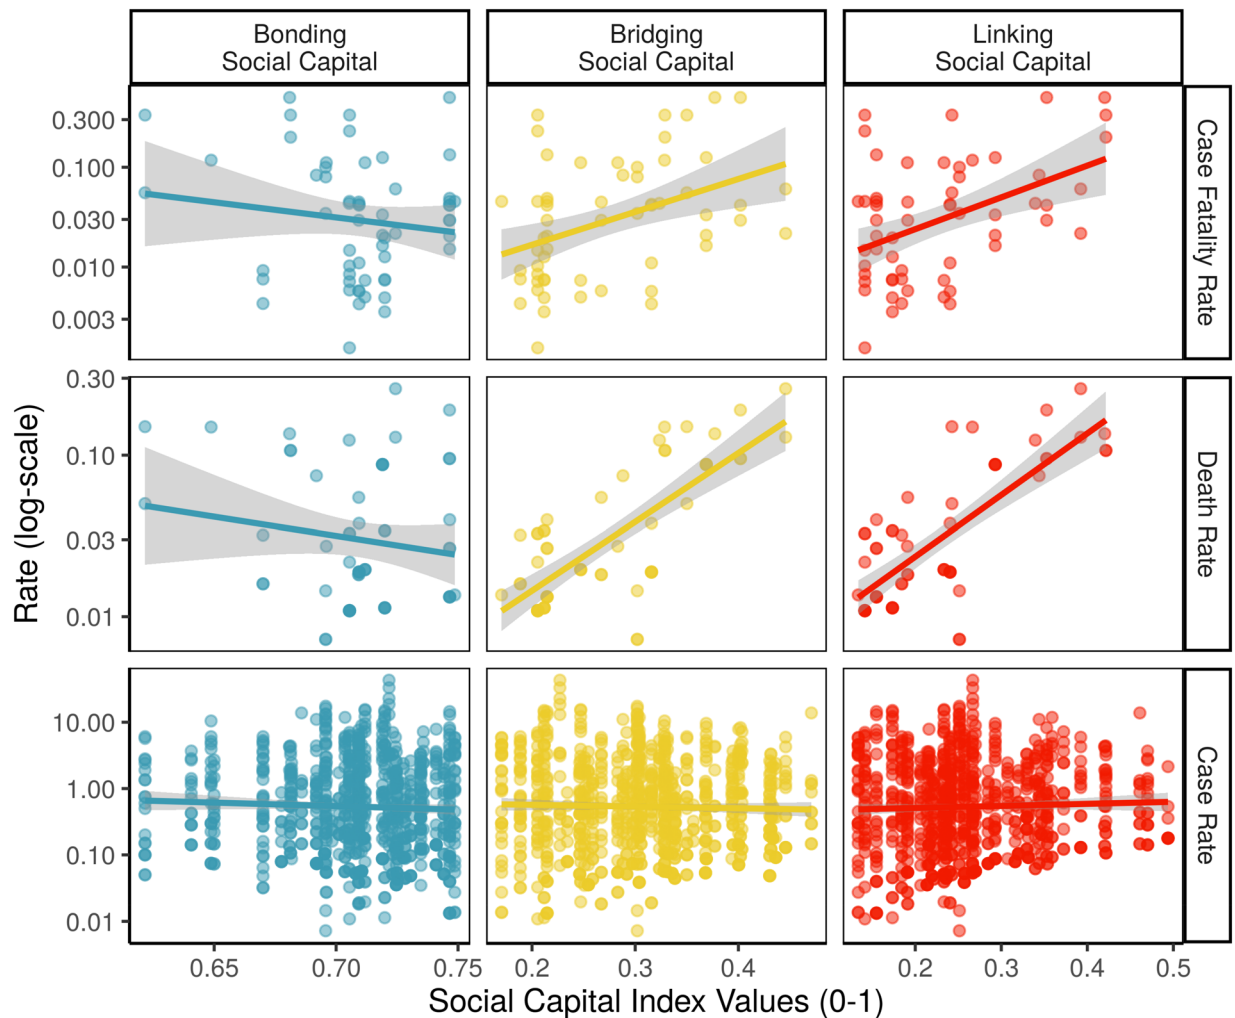 Bonding
Social Capital
Bridging
Social Capital
Linking
Social Capital
0.300
0.100
0.030
0.010
0.003
Case Fatality Rate
0.30
0.10
0.03
0.01
Death Rate
10.00
1.00
0.10
0.01
Case Rate
Rate (log-scale)
0.65 0.70 0.75
0.2 0.3 0.4
0.2 0.3 0.4 0.5
Social Capital Index Values (0-1)